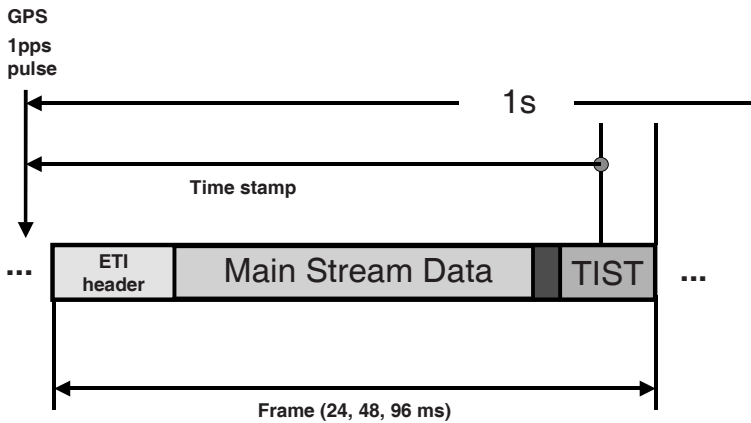 GPS
1pps
pulse
1s
Time stamp
... ETI header Main Stream Data TIST ...
Frame (24, 48, 96 ms)